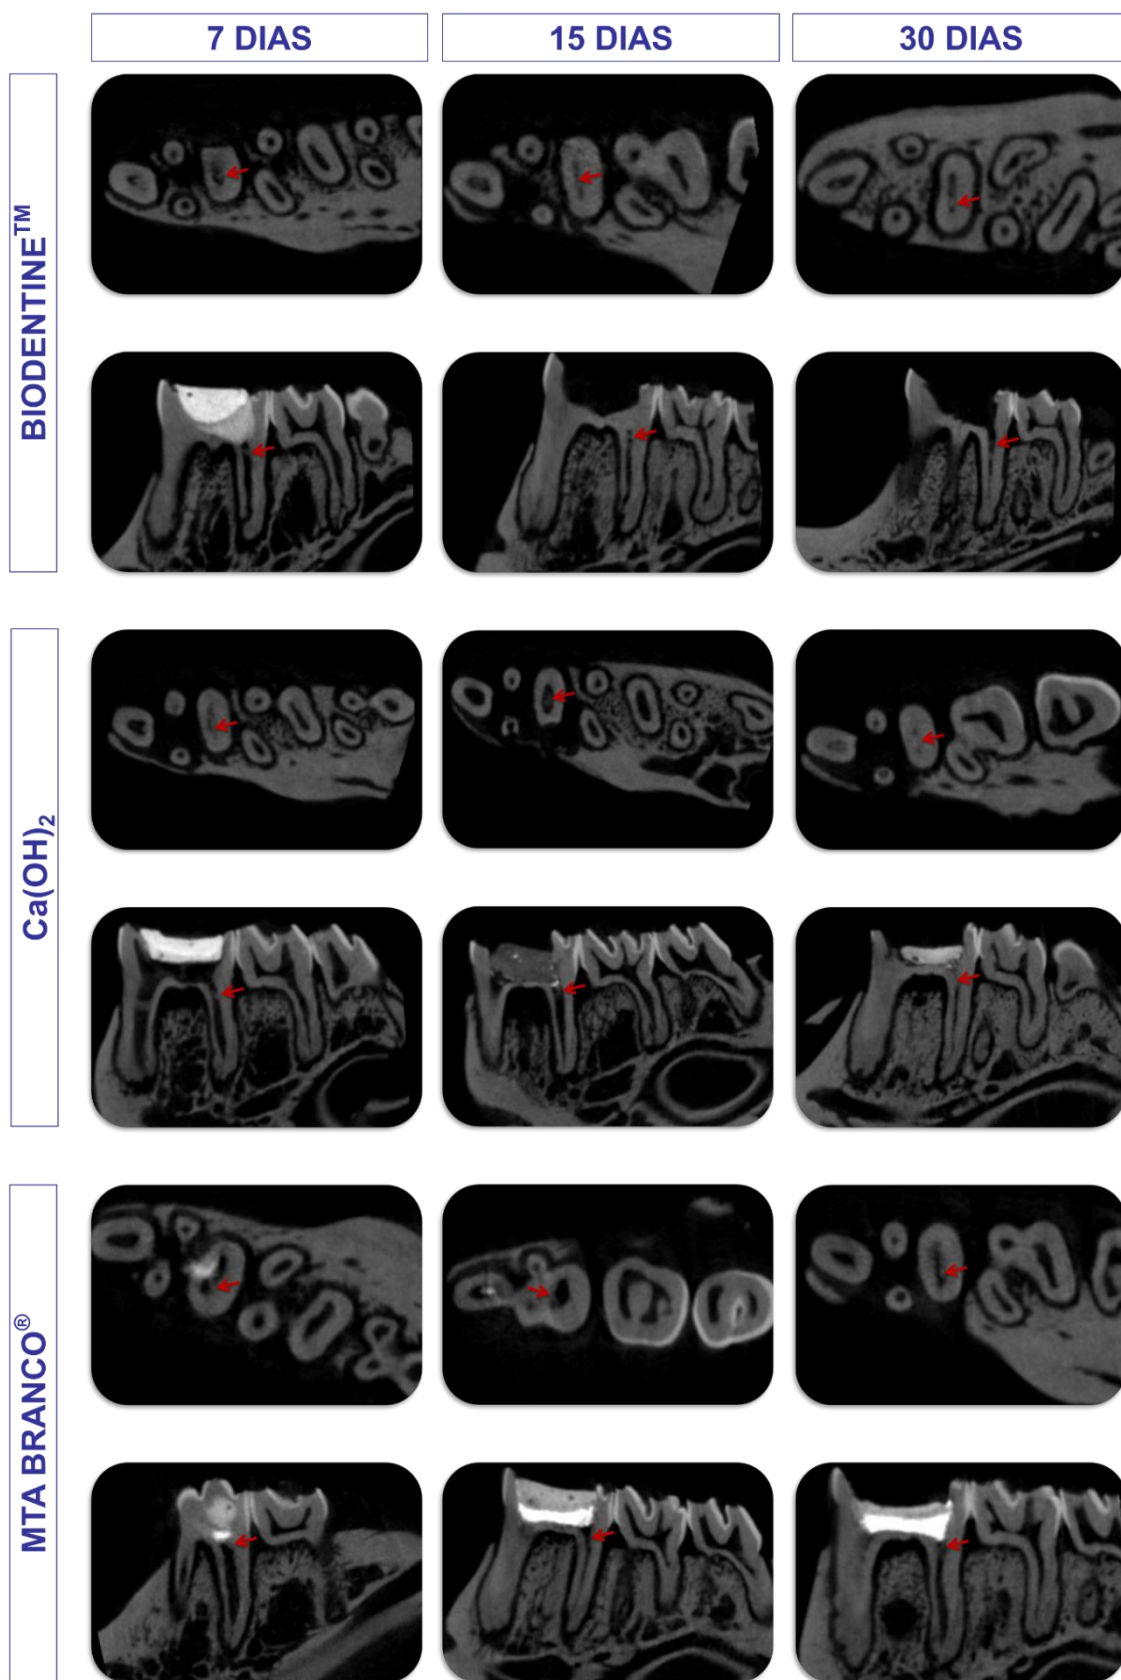 7 DIAS
15 DIAS
30 DIAS
BIODENTINE™
Ca(OH)₂
MTA BRANCO®